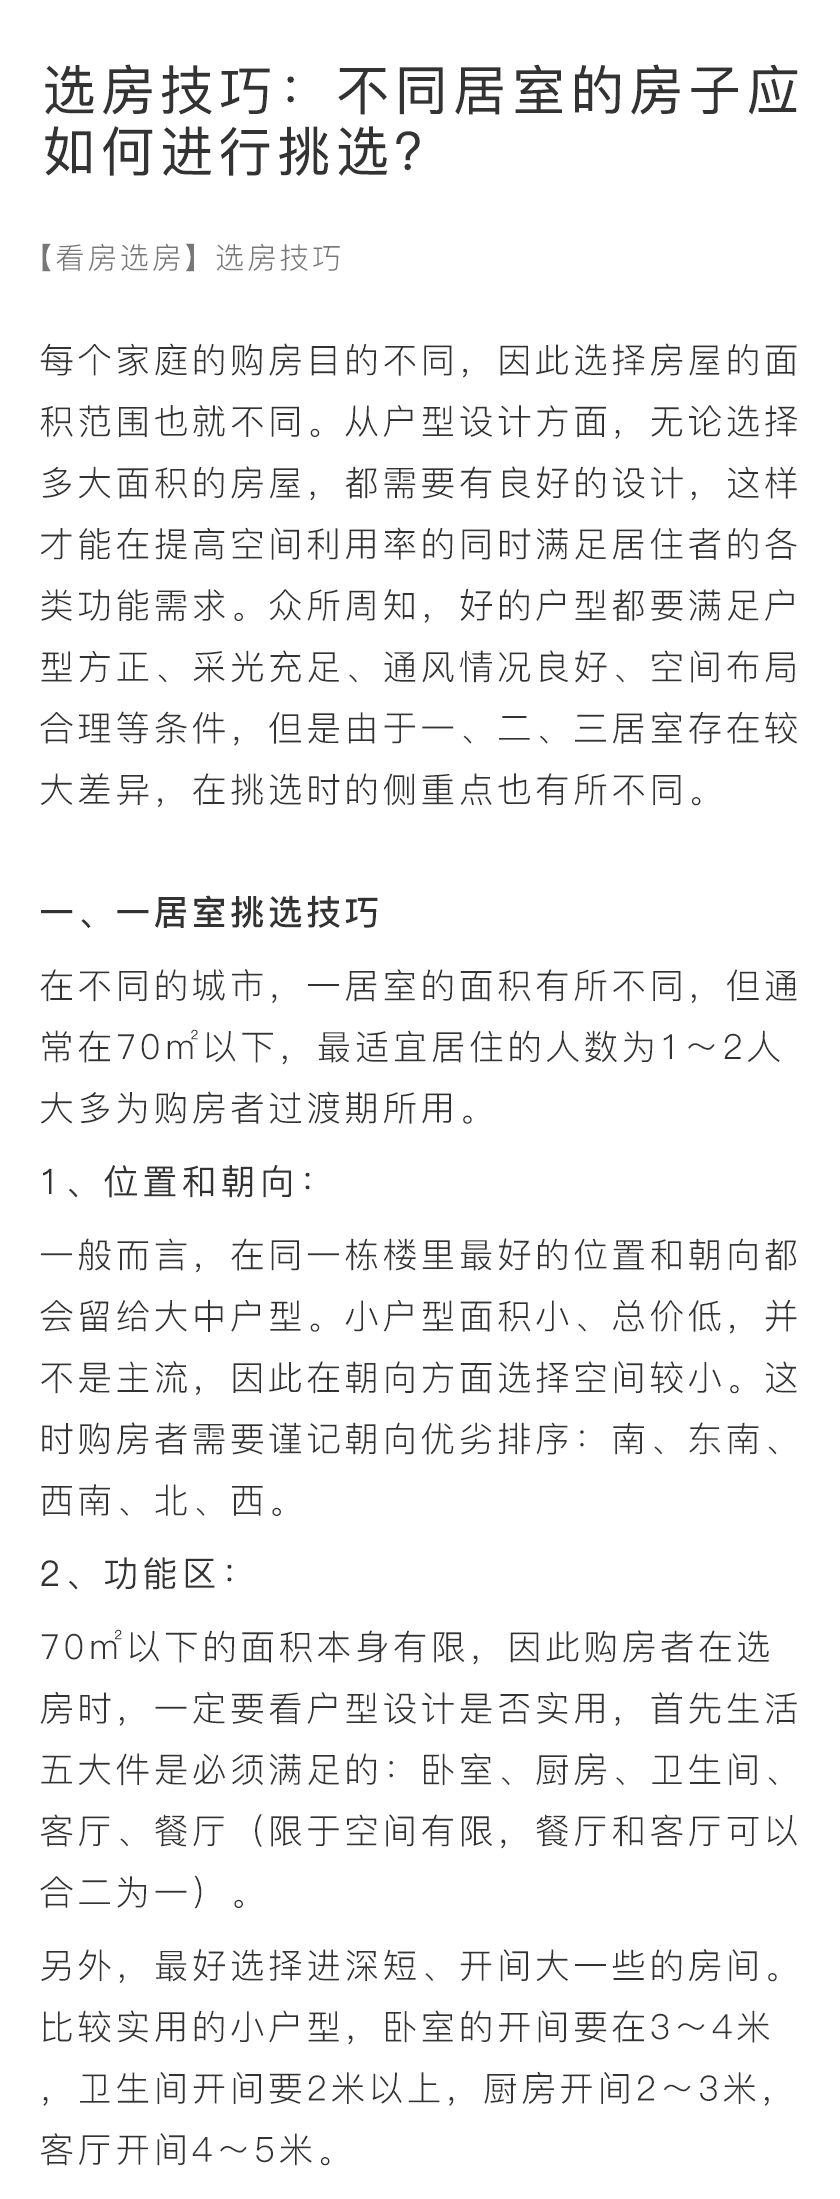 选房技巧：不同居室的房子应
如何进行挑选？
【看房选房】选房技巧
每个家庭的购房目的不同，因此选择房屋的面
积范围也就不同。从户型设计方面，无论选择
多大面积的房屋，都需要有良好的设计，这样
才能在提高空间利用率的同时满足居住者的各
类功能需求。众所周知，好的户型都要满足户
型方正、采光充足、通风情况良好、空间布局
合理等条件，但是由于一、二、三居室存在较
大差异，在挑选时的侧重点也有所不同。
一、一居室挑选技巧
在不同的城市，一居室的面积有所不同，但通
常在70㎡以下，最适宜居住的人数为1～2人
大多为购房者过渡期所用。
1、位置和朝向：
一般而言，在同一栋楼里最好的位置和朝向都
会留给大中户型。小户型面积小、总价低，并
不是主流，因此在朝向方面选择空间较小。这
时购房者需要谨记朝向优劣排序：南、东南、
西南、北、西。
2、功能区：
70㎡以下的面积本身有限，因此购房者在选
房时，一定要看户型设计是否实用，首先生活
五大件是必须满足的：卧室、厨房、卫生间、
客厅、餐厅（限于空间有限，餐厅和客厅可以
合二为一）。
另外，最好选择进深短、开间大一些的房间。
比较实用的小户型，卧室的开间要在3～4米
，卫生间开间要2米以上，厨房开间2～3米，
客厅开间4～5米。